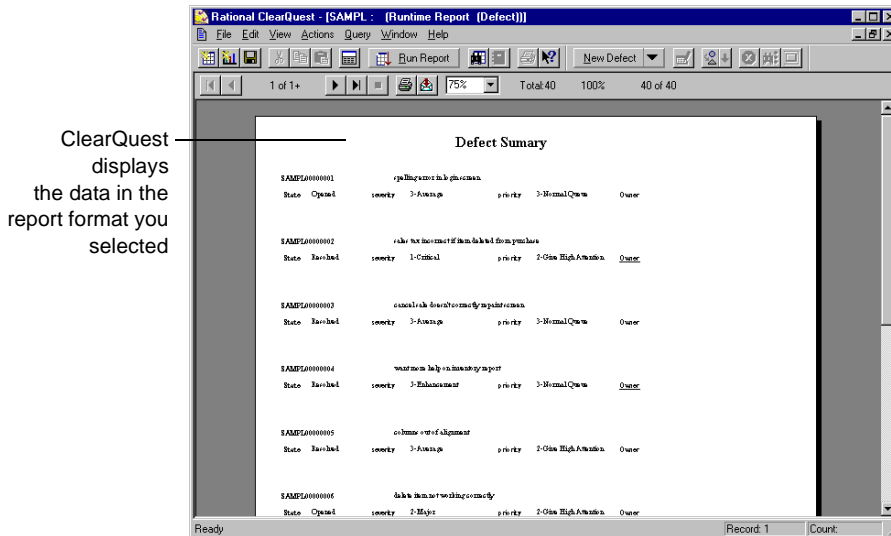 Rational ClearQuest - [SAMPL : (Runtime Report (Defect))]
File Edit View Actions Query Window Help
Run Report New Defect
1 of 1+ 75% Total:40 100% 40 of 40
ClearQuest
displays
the data in the
report format you
selected
Defect Sumary
SAMPL00000001 spelling error in login screen
State Opened severity 3-Average priority 3-Normal Queue Owner
SAMPL00000002 sales tax incorrect if item deleted from purchase
State Resolved severity 1-Critical priority 2-Give High Attention Owner
SAMPL00000003 cancel sale doesn't correctly repaint screen
State Resolved severity 3-Average priority 3-Normal Queue Owner
SAMPL00000004 want more help on inventory report
State Resolved severity 5-Enhancement priority 3-Normal Queue Owner
SAMPL00000005 columns out of alignment
State Resolved severity 3-Average priority 2-Give High Attention Owner
SAMPL00000006 delete item not working correctly
State Opened severity 2-Major priority 2-Give High Attention Owner
Ready Record: 1 Count: